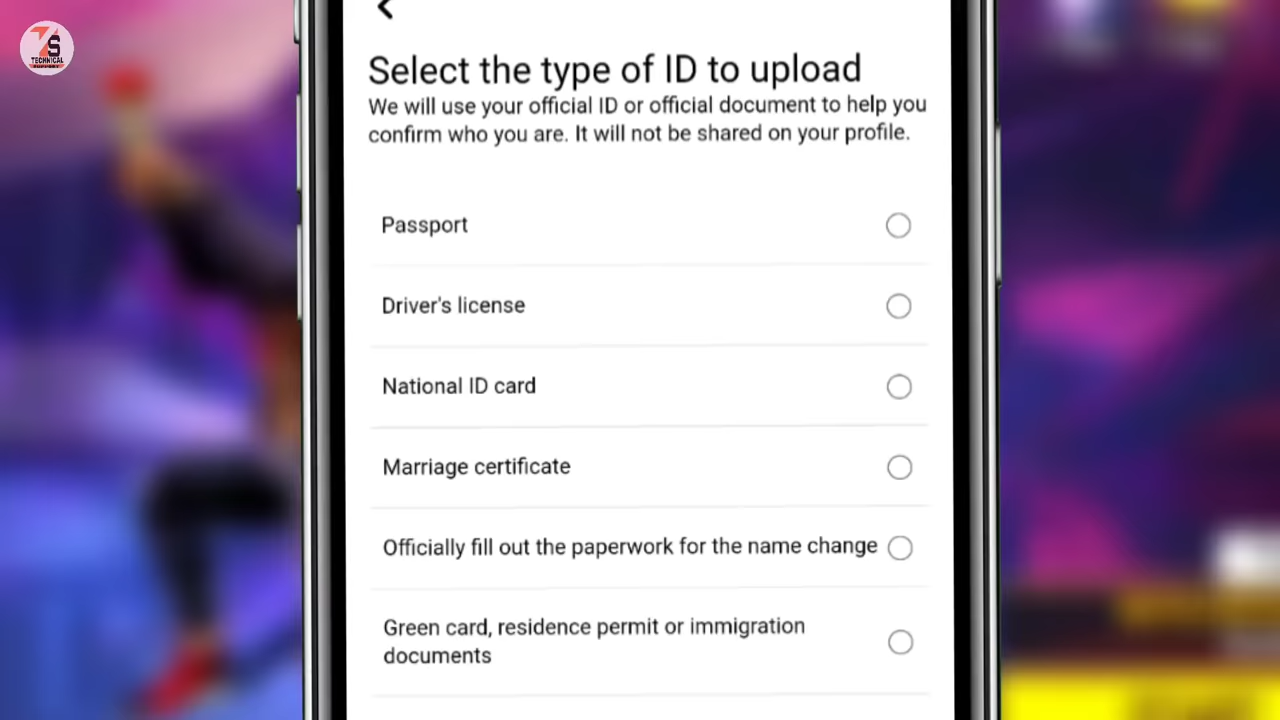 7S
TECHNICAL
Select the type of ID to upload
We will use your official ID or official document to help you
confirm who you are. It will not be shared on your profile.
Passport
Driver's license
National ID card
Marriage certificate
Officially fill out the paperwork for the name change
Green card, residence permit or immigration
documents